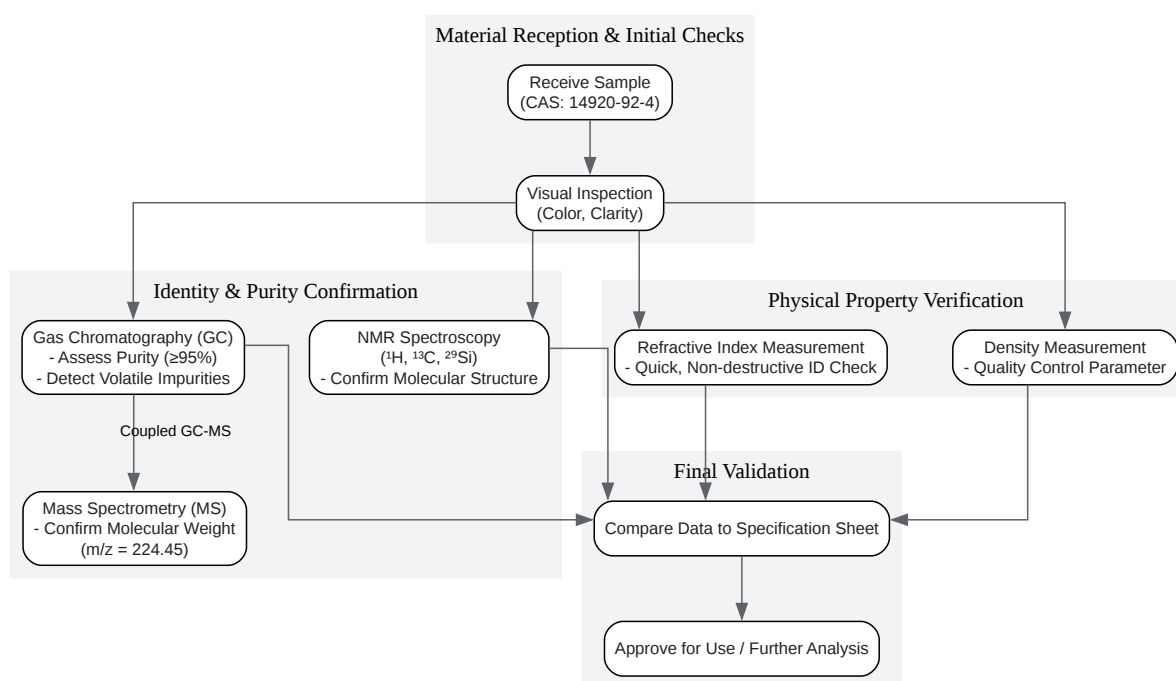 Material Reception & Initial Checks
Receive Sample
(CAS: 14920-92-4)
Visual Inspection
(Color, Clarity)
Identity & Purity Confirmation
Gas Chromatography (GC)
- Assess Purity (≥95%)
- Detect Volatile Impurities
NMR Spectroscopy
(¹H, ¹³C, ²⁹Si)
- Confirm Molecular Structure
Coupled GC-MS
Mass Spectrometry (MS)
- Confirm Molecular Weight
(m/z = 224.45)
Physical Property Verification
Refractive Index Measurement
- Quick, Non-destructive ID Check
Density Measurement
- Quality Control Parameter
Final Validation
Compare Data to Specification Sheet
Approve for Use / Further Analysis